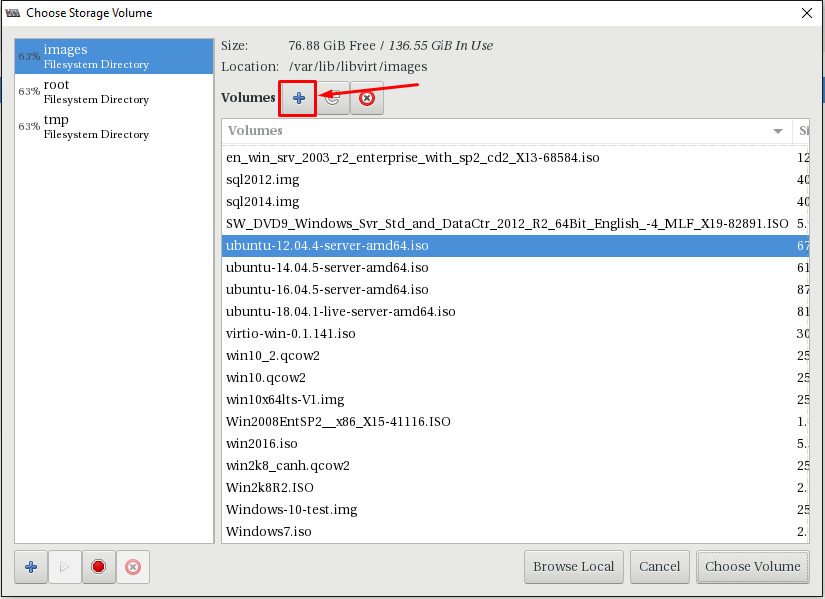 Choose Storage Volume
63% images
Filesystem Directory
63% root
Filesystem Directory
63% tmp
Filesystem Directory
Size: 76.88 GiB Free / 136.55 GiB In Use
Location: /var/lib/libvirt/images
Volumes
Volumes Si
en_win_srv_2003_r2_enterprise_with_sp2_cd2_X13-68584.iso 12
sql2012.img 40
sql2014.img 40
SW_DVD9_Windows_Svr_Std_and_DataCtr_2012_R2_64Bit_English_-4_MLF_X19-82891.ISO 5.
ubuntu-12.04.4-server-amd64.iso 67
ubuntu-14.04.5-server-amd64.iso 61
ubuntu-16.04.5-server-amd64.iso 87
ubuntu-18.04.1-live-server-amd64.iso 81
virtio-win-0.1.141.iso 30
win10_2.qcow2 25
win10.qcow2 25
win10x64lts-V1.img 25
Win2008EntSP2__x86_X15-41116.ISO 1.
win2016.iso 5.
win2k8_canh.qcow2 25
Win2k8R2.ISO 2.
Windows-10-test.img 25
Windows7.iso 2.
Browse Local Cancel Choose Volume